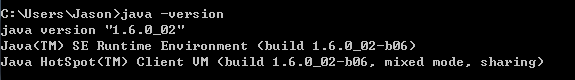 C:\Users\Jason>java -version
java version "1.6.0_02"
Java(TM) SE Runtime Environment (build 1.6.0_02-b06)
Java HotSpot(TM) Client VM (build 1.6.0_02-b06, mixed mode, sharing)